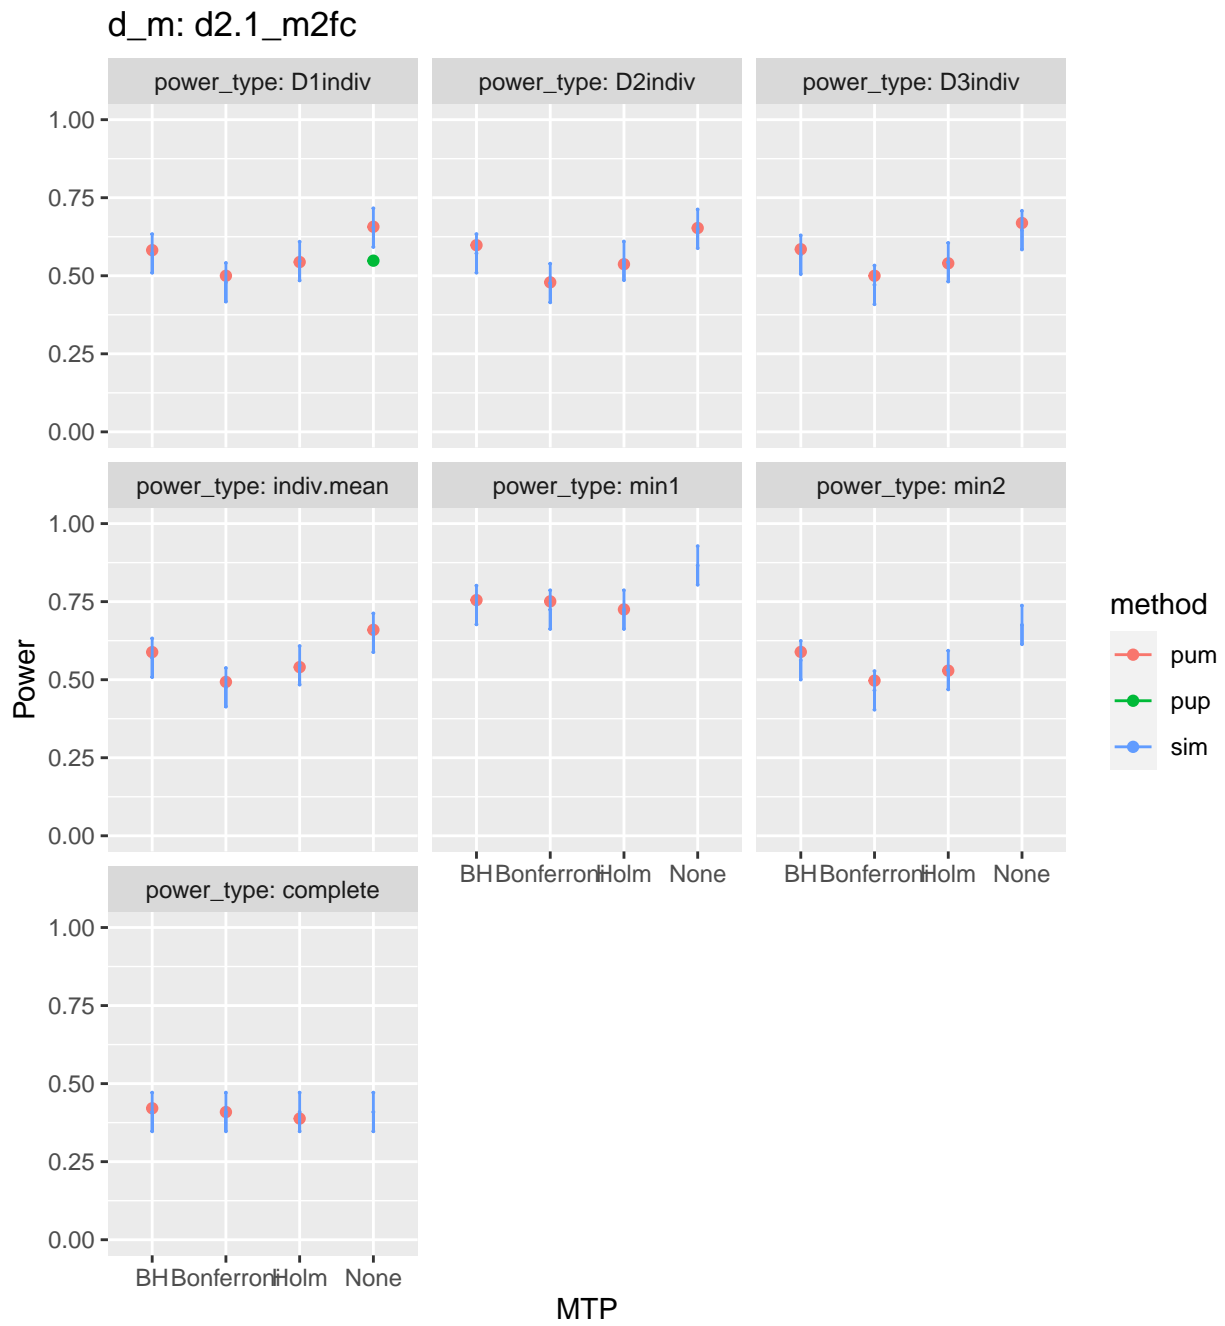 d_m: d2.1_m2fc
power_type: D1indiv
power_type: D2indiv
power_type: D3indiv
1.00
0.75
0.50
0.25
0.00
power_type: indiv.mean
power_type: min1
power_type: min2
1.00
0.75
0.50
0.25
0.00
BH Bonferroni Holm None
BH Bonferroni Holm None
power_type: complete
1.00
0.75
0.50
0.25
0.00
BH Bonferroni Holm None
MTP
Power
method
pum
pup
sim